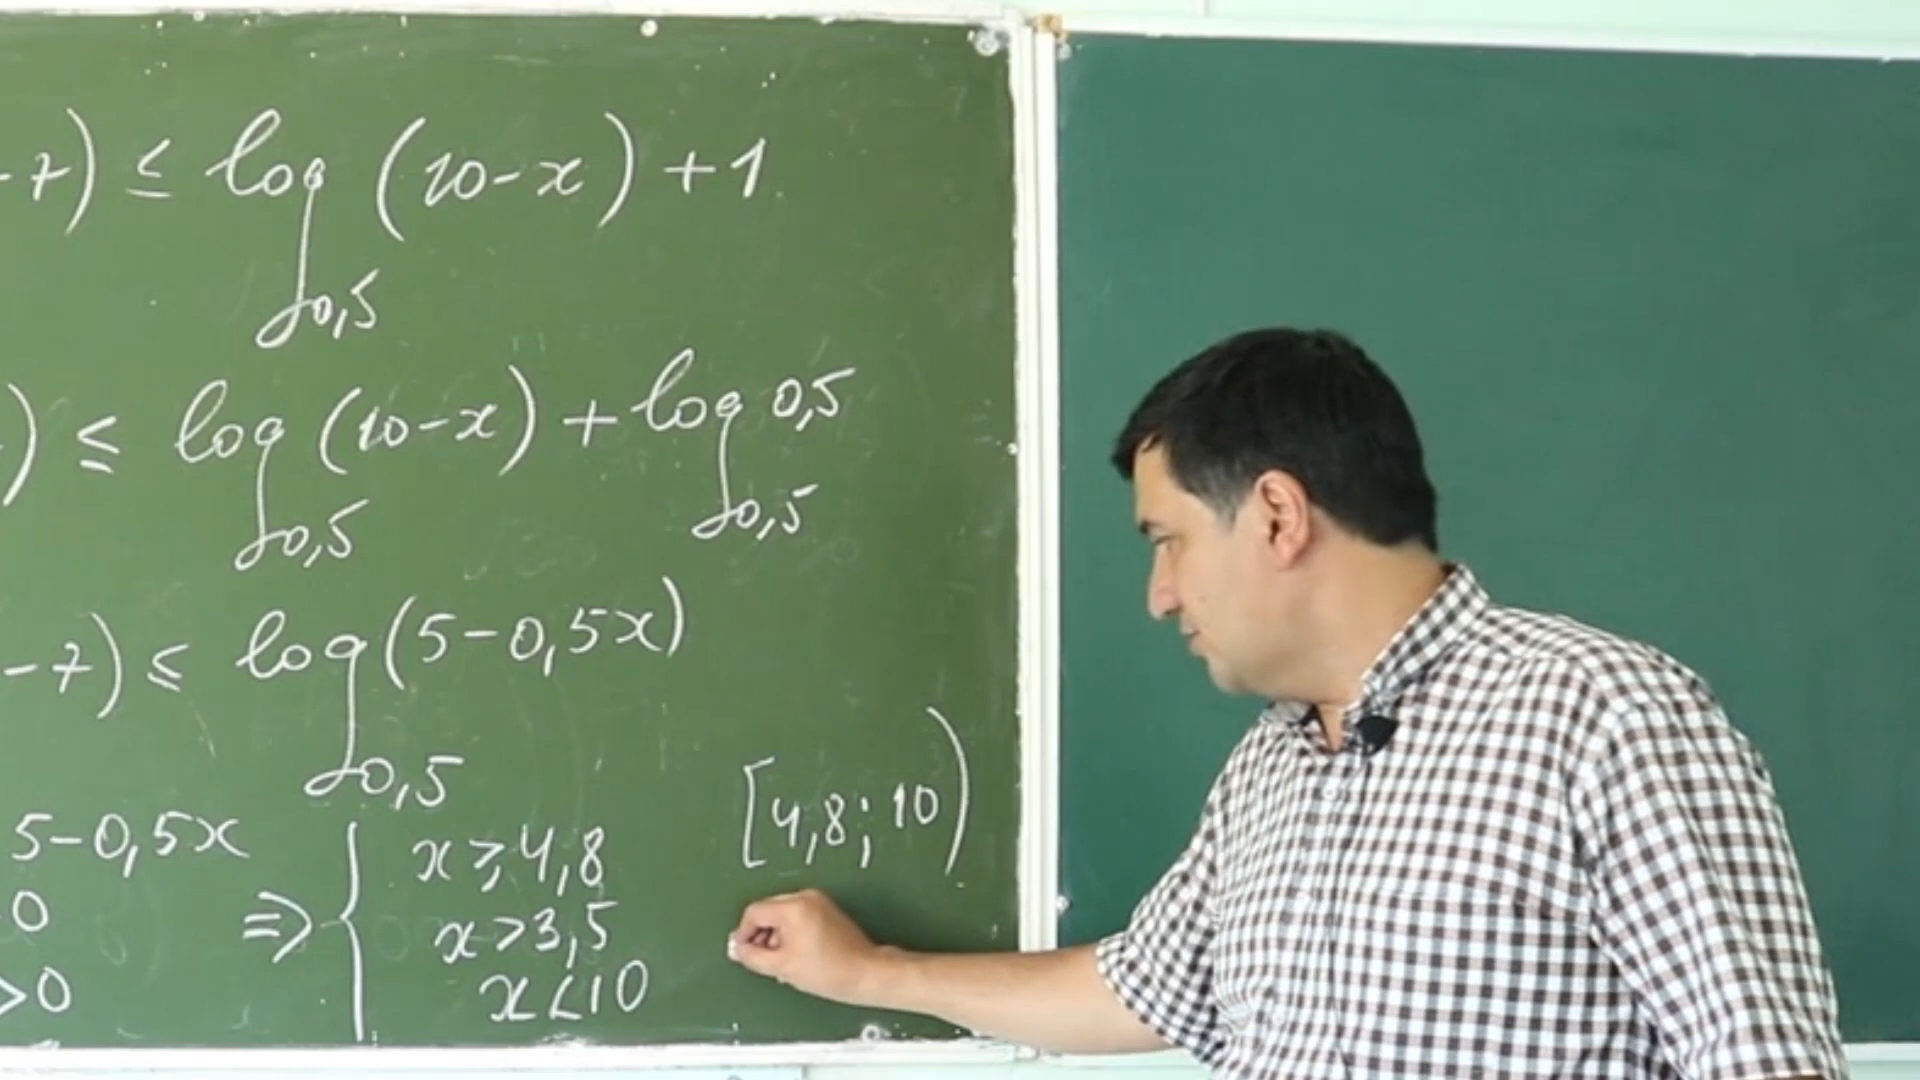 -7) ≤ log₀,₅ (10-x) + 1
) ≤ log₀,₅ (10-x) + log₀,₅ 0,5
-7) ≤ log₀,₅ (5-0,5x)
5-0,5x
0
>0
⇒ { x ≥ 4,8
x > 3,5
x < 10
[4,8; 10)